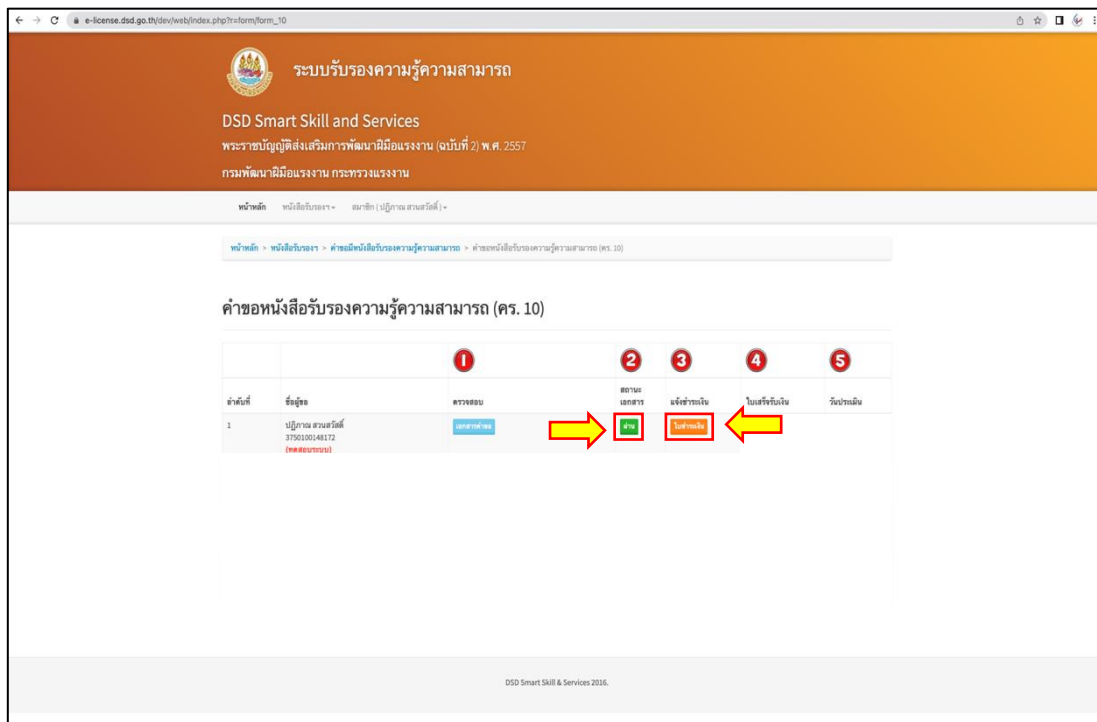 e-license.dsd.go.th/dev/web/index.php?r=form/form_10
ระบบรับรองความรู้ความสามารถ
DSD Smart Skill and Services
พระราชบัญญัติส่งเสริมการพัฒนาฝีมือแรงงาน (ฉบับที่ 2) พ.ศ. 2557
กรมพัฒนาฝีมือแรงงาน กระทรวงแรงงาน
หน้าหลัก หนังสือรับรองฯ สมาชิก ( ปฏิภาณ สวนสวัสดิ์ )
หน้าหลัก > หนังสือรับรองฯ > คำขอมีหนังสือรับรองความรู้ความสามารถ > คำขอหนังสือรับรองความรู้ความสามารถ (คร. 10)
คำขอหนังสือรับรองความรู้ความสามารถ (คร. 10)
1 2 3 4 5
ลำดับที่ ชื่อผู้ขอ ตรวจสอบ สถานะเอกสาร แจ้งชำระเงิน ใบเสร็จรับเงิน วันประเมิน
1 ปฏิภาณ สวนสวัสดิ์ เอกสารคำขอ ผ่าน ใบชำระเงิน
3750100148172
(ทดสอบระบบ)
DSD Smart Skill & Services 2016.